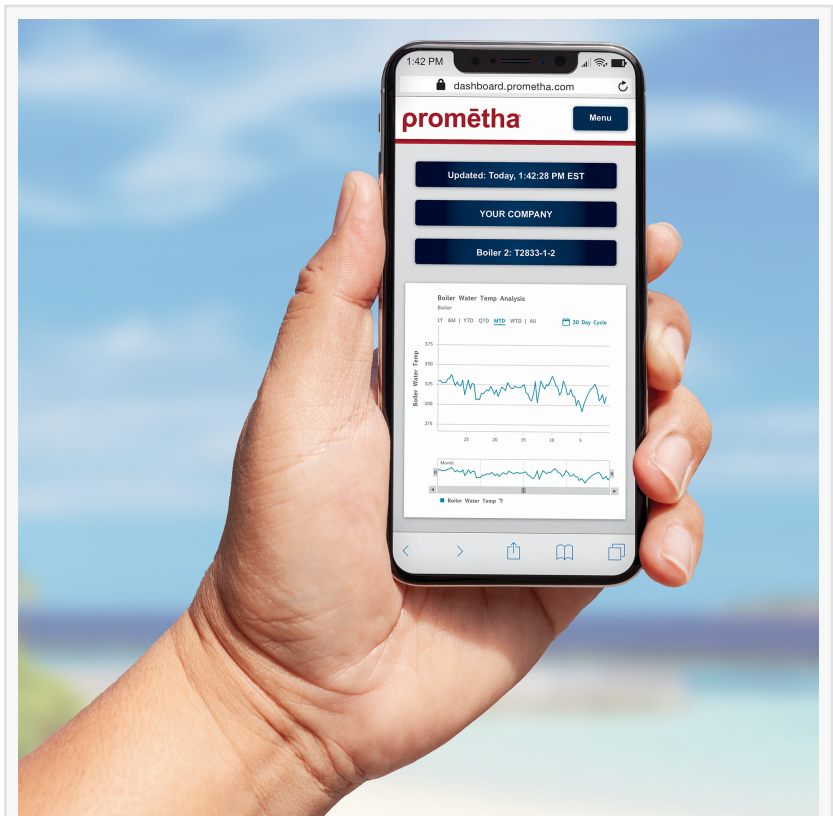 1:42 PM
dashboard.prometha.com
promētha
Menu
Updated: Today, 1:42:28 PM EST
YOUR COMPANY
Boiler 2: T2833-1-2
Boiler Water Temp Analysis
Boiler
1Y 6M | YTD QTD MTD WTD | All
30 Day Cycle
Boiler Water Temp
375
350
325
300
275
25 20 15 10 5
Month
Boiler Water Temp °F